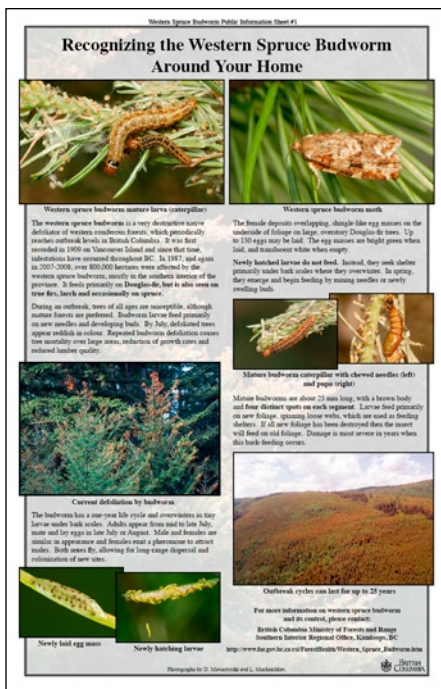 Western Spruce Budworm Public Information Sheet #1
Recognizing the Western Spruce Budworm
Around Your Home
Western spruce budworm mature larva (caterpillar)
The western spruce budworm is a very destructive native
defoliator of western coniferous forests, which periodically
reaches outbreak levels in British Columbia. It was first
recorded in 1909 on Vancouver Island and since that time,
infestations have occurred throughout BC. In 1987, and again
in 2007-2008, over 800,000 hectares were affected by the
western spruce budworm, mostly in the southern interior of the
province. It feeds primarily on Douglas-fir, but is also seen on
true firs, larch and occasionally on spruce.
During an outbreak, trees of all ages are susceptible, although
mature forests are preferred. Budworm larvae feed primarily
on new needles and developing buds. By July, defoliated trees
appear reddish in colour. Repeated budworm defoliation causes
tree mortality over large areas, reduction of growth rates and
reduced lumber quality.
Current defoliation by budworm
The budworm has a one-year life cycle and overwinters as tiny
larvae under bark scales. Adults appear from mid to late July,
mate and lay eggs in late July or August. Male and females are
similar in appearance and females emit a pheromone to attract
males. Both sexes fly, allowing for long-range dispersal and
colonization of new sites.
Newly laid egg mass
Newly hatching larvae
Western spruce budworm moth
The female deposits overlapping, shingle-like egg masses on the
underside of foliage on large, overstory Douglas-fir trees. Up to
150 eggs may be laid. The egg masses are bright green when
laid, and translucent white when empty.
Newly hatched larvae do not feed. Instead, they seek shelter
primarily under bark scales where they overwinter. In spring,
they emerge and begin feeding by mining needles or newly
swelling buds.
Mature budworm caterpillar with chewed needles (left)
and pupa (right)
Mature budworms are about 25 mm long, with a brown body
and four distinct spots on each segment. Larvae feed primarily
on new foliage, spinning loose webs, which are used as feeding
shelters. If all new foliage has been destroyed then the insect
will feed on old foliage. Damage is most severe in years when
this back-feeding occurs.
Outbreak cycles can last for up to 25 years
For more information on western spruce budworm
and its control, please contact:
British Columbia Ministry of Forests and Range
Southern Interior Regional Office, Kamloops, BC
Photographs by D. and L.
BRITISH
COLUMBIA